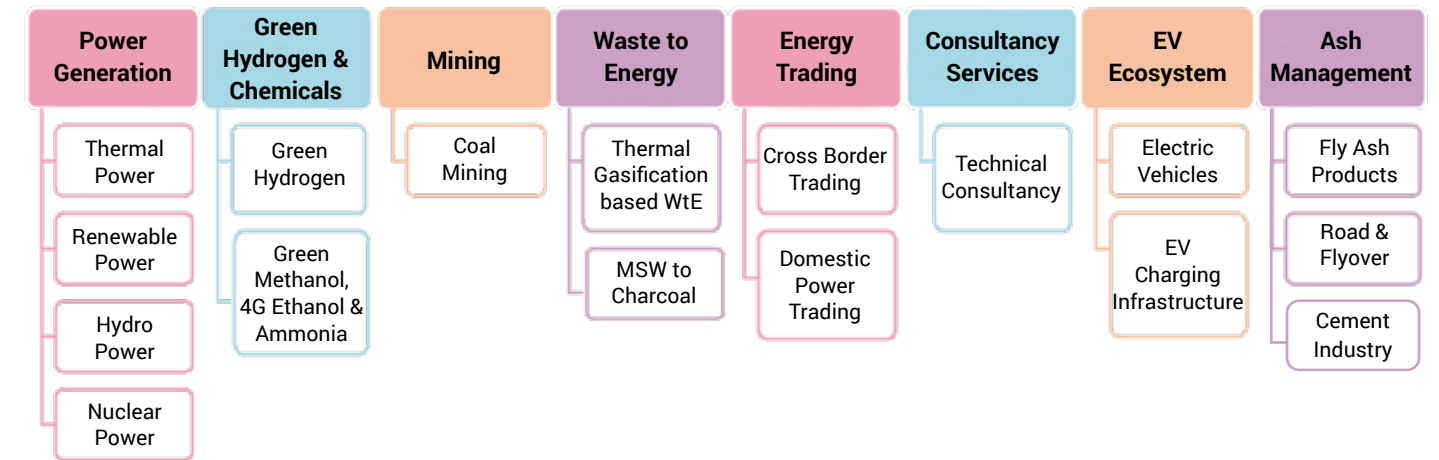 Power
Generation
Thermal
Power
Renewable
Power
Hydro
Power
Nuclear
Power
Green
Hydrogen &
Chemicals
Green
Hydrogen
Green
Methanol,
4G Ethanol &
Ammonia
Mining
Coal
Mining
Waste to
Energy
Thermal
Gasification
based WtE
MSW to
Charcoal
Energy
Trading
Cross Border
Trading
Domestic
Power
Trading
Consultancy
Services
Technical
Consultancy
EV
Ecosystem
Electric
Vehicles
EV
Charging
Infrastructure
Ash
Management
Fly Ash
Products
Road &
Flyover
Cement
Industry